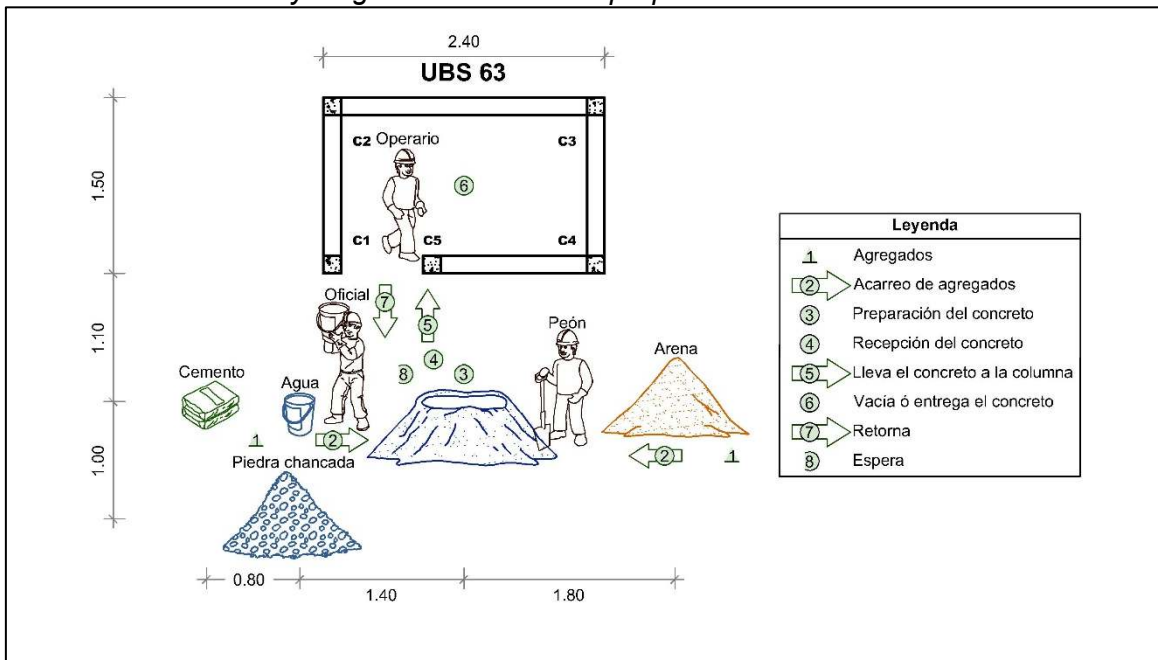 2.40
UBS 63
C2 Operario
C3
6
1.50
C1
C5
C4
Oficial
7
5
Peón
1.10
4
Arena
Cemento
Agua
8
3
1
2
2
1
Piedra chancada
1.00
0.80
1.40
1.80
Leyenda
1 Agregados
2 Acarreo de agregados
3 Preparación del concreto
4 Recepción del concreto
5 Lleva el concreto a la columna
6 Vacía ó entrega el concreto
7 Retorna
8 Espera